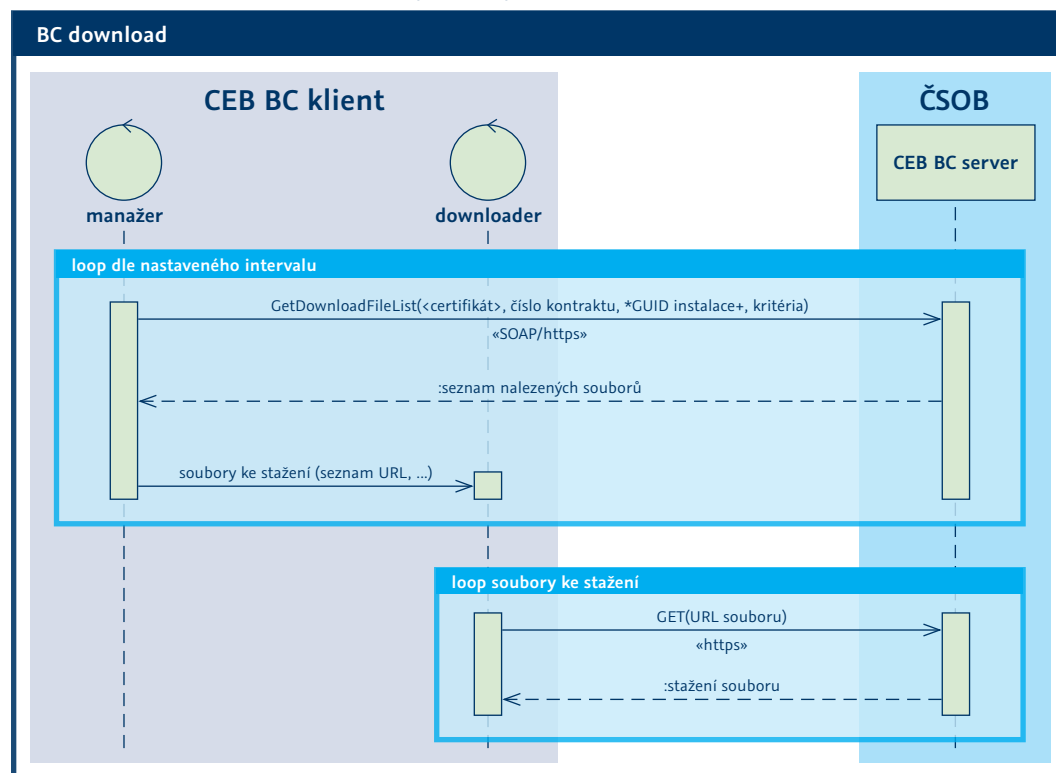 BC download
CEB BC klient
ČSOB
manažer
downloader
CEB BC server
loop dle nastaveného intervalu
GetDownloadFileList(<certifikát>, číslo kontraktu, *GUID instalace+, kritéria)
«SOAP/https»
:seznam nalezených souborů
soubory ke stažení (seznam URL, ...)
loop soubory ke stažení
GET(URL souboru)
«https»
:stažení souboru